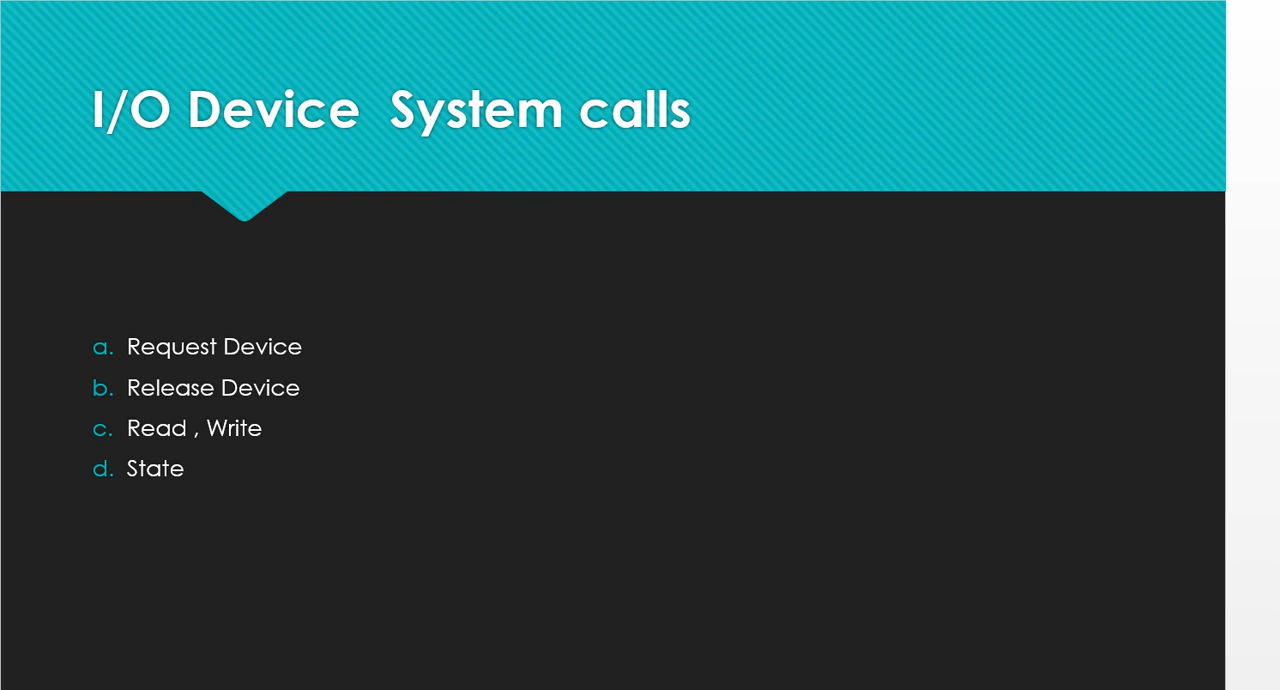 I/O Device  System calls
a. Request Device
b. Release Device
c. Read , Write
d. State